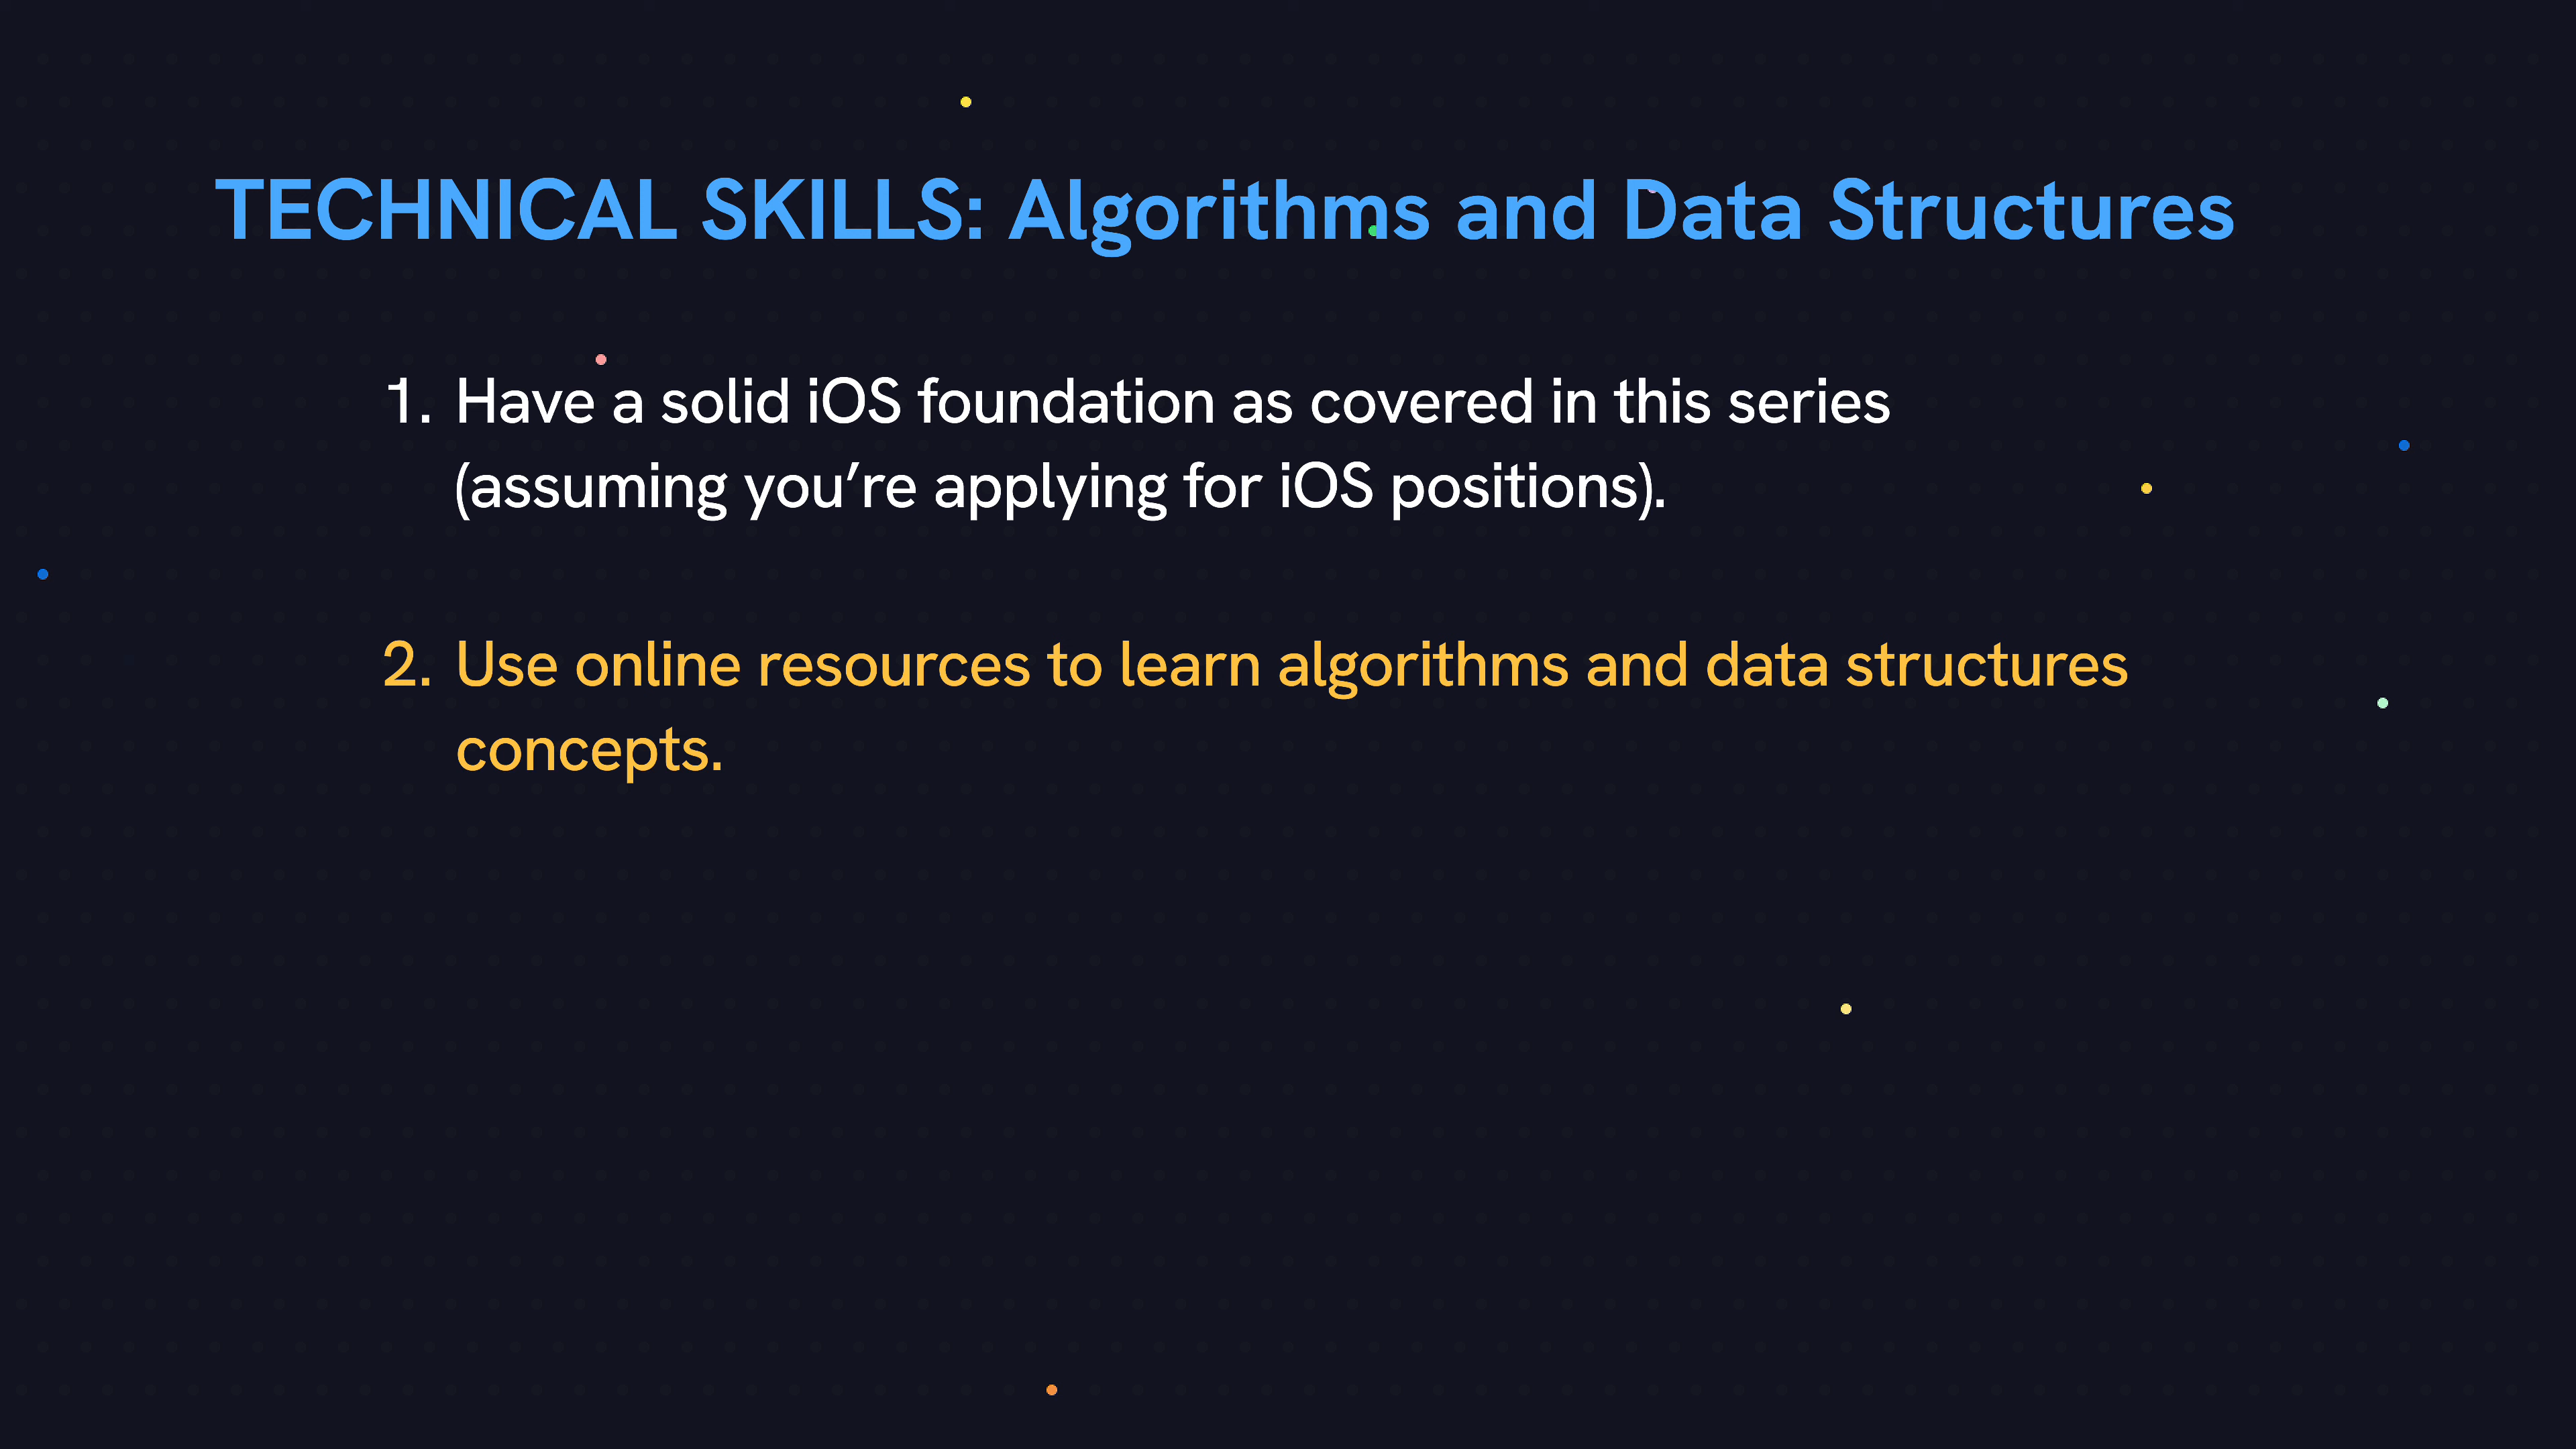 TECHNICAL SKILLS: Algorithms and Data Structures
1. Have a solid iOS foundation as covered in this series
(assuming you’re applying for iOS positions).
2. Use online resources to learn algorithms and data structures
concepts.